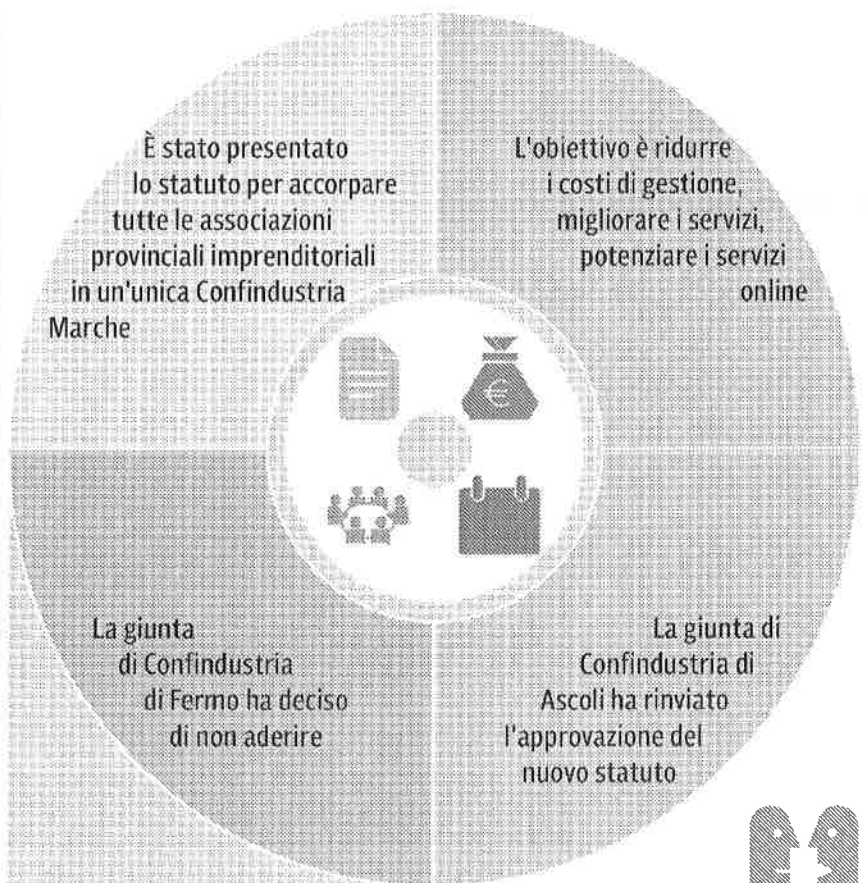 È stato presentato
lo statuto per accorpare
tutte le associazioni
provinciali imprenditoriali
in un'unica Confindustria
Marche
L'obiettivo è ridurre
i costi di gestione,
migliorare i servizi,
potenziare i servizi
online
€
La giunta
di Confindustria
di Fermo ha deciso
di non aderire
La giunta di
Confindustria di
Ascoli ha rinviato
l'approvazione del
nuovo statuto